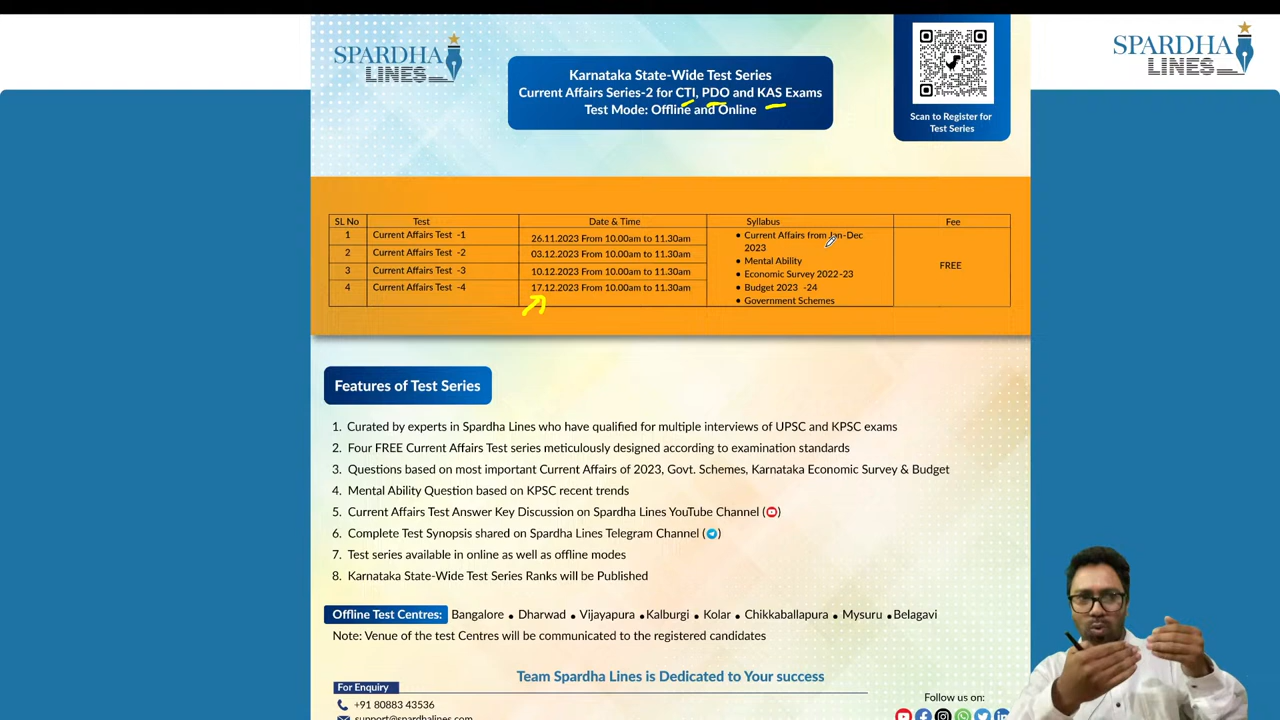 SPARDHA
LINES
Karnataka State-Wide Test Series
Current Affairs Series-2 for CTI, PDO and KAS Exams
Test Mode: Offline and Online
Scan to Register for
Test Series
SPARDHA
LINES
SL No Test Date & Time Syllabus Fee
1 Current Affairs Test -1 26.11.2023 From 10.00am to 11.30am
2 Current Affairs Test -2 03.12.2023 From 10.00am to 11.30am
3 Current Affairs Test -3 10.12.2023 From 10.00am to 11.30am
4 Current Affairs Test -4 17.12.2023 From 10.00am to 11.30am
• Current Affairs from Jan-Dec
2023
• Mental Ability
• Economic Survey 2022-23
• Budget 2023 -24
• Government Schemes
FREE
Features of Test Series
1. Curated by experts in Spardha Lines who have qualified for multiple interviews of UPSC and KPSC exams
2. Four FREE Current Affairs Test series meticulously designed according to examination standards
3. Questions based on most important Current Affairs of 2023, Govt. Schemes, Karnataka Economic Survey & Budget
4. Mental Ability Question based on KPSC recent trends
5. Current Affairs Test Answer Key Discussion on Spardha Lines YouTube Channel ()
6. Complete Test Synopsis shared on Spardha Lines Telegram Channel ()
7. Test series available in online as well as offline modes
8. Karnataka State-Wide Test Series Ranks will be Published
Offline Test Centres: Bangalore • Dharwad • Vijayapura • Kalburgi • Kolar • Chikkaballapura • Mysuru • Belagavi
Note: Venue of the test Centres will be communicated to the registered candidates
Team Spardha Lines is Dedicated to Your success
For Enquiry
+91 80883 43536
support@spardhalines.com
Follow us on: